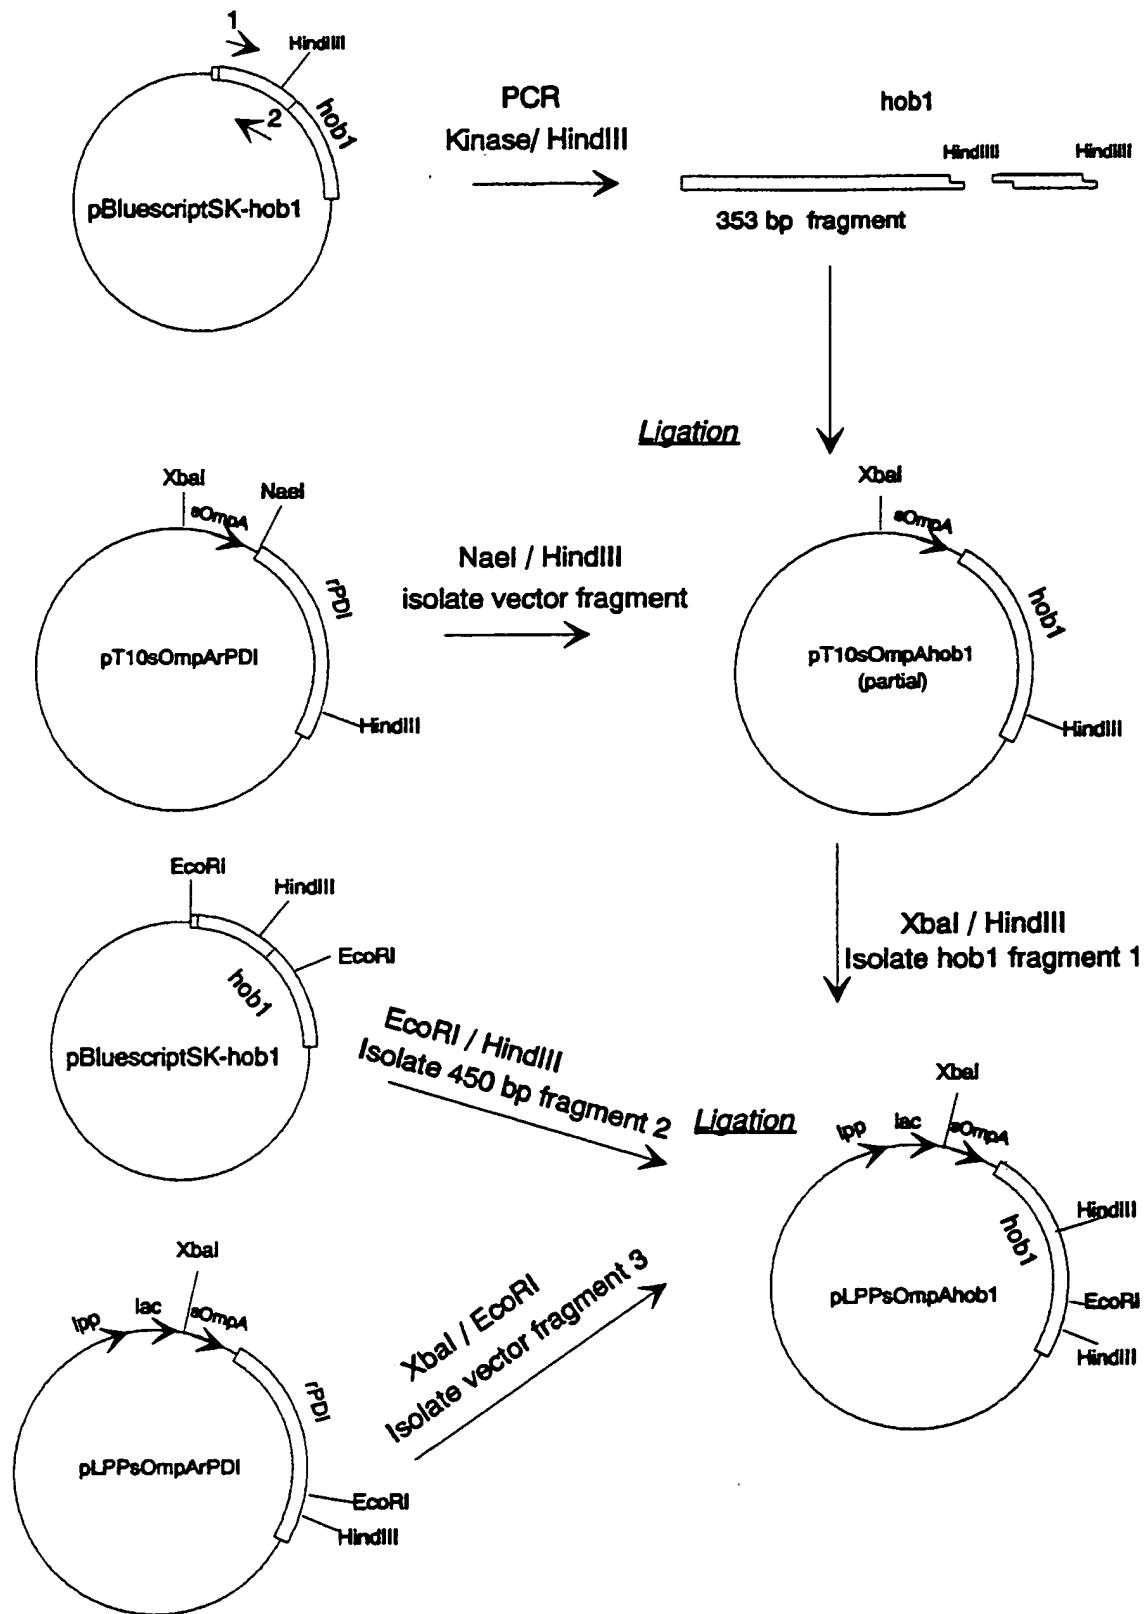 1
HindIIII
hob1
2
pBluescriptSK-hob1
PCR
Kinase/ HindIII
hob1
HindIIII
HindIIII
353 bp fragment
Ligation
XbaI
sOmpA
NaeI
rPDI
pT10sOmpArPDI
HindIII
NaeI / HindIII
isolate vector fragment
XbaI
sOmpA
hob1
pT10sOmpAhob1
(partial)
HindIII
EcoRI
HindIII
EcoRI
hob1
pBluescriptSK-hob1
XbaI / HindIII
Isolate hob1 fragment 1
EcoRI / HindIII
Isolate 450 bp fragment 2
Ligation
XbaI
lpp
lac
sOmpA
HindIII
hob1
pLPPsOmpAhob1
EcoRI
HindIII
XbaI
lpp
lac
sOmpA
rPDI
pLPPsOmpArPDI
EcoRI
HindIII
XbaI / EcoRI
Isolate vector fragment 3